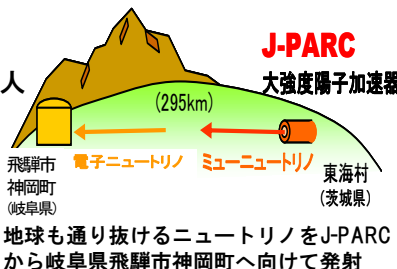 J-PARC
人
大強度陽子加速器
(295km)
電子ニュートリノ
ミューニュートリノ
飛騨市
神岡町
(岐阜県)
東海村
(茨城県)
地球も通り抜けるニュートリノをJ-PARC
から岐阜県飛騨市神岡町へ向けて発射